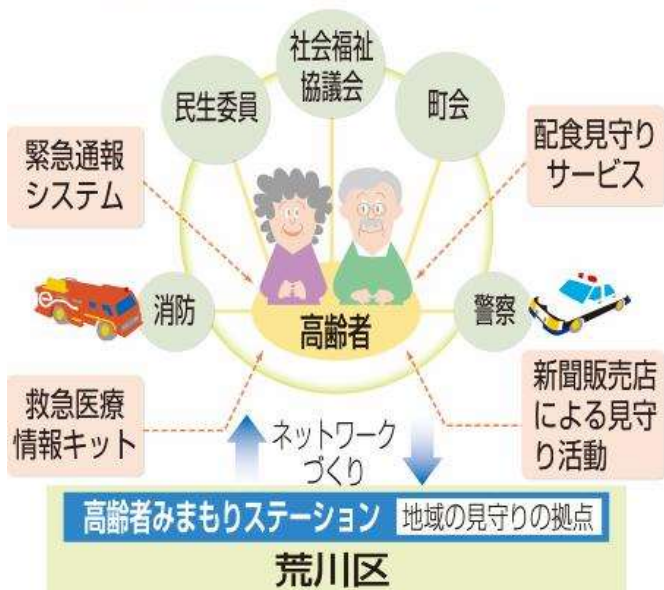 社会福祉
協議会
民生委員
町会
緊急通報
システム
配食見守り
サービス
消防
高齢者
警察
救急医療
情報キット
新聞販売店
による見守
り活動
ネットワーク
づくり
高齢者みまもりステーション 地域の見守りの拠点
荒川区